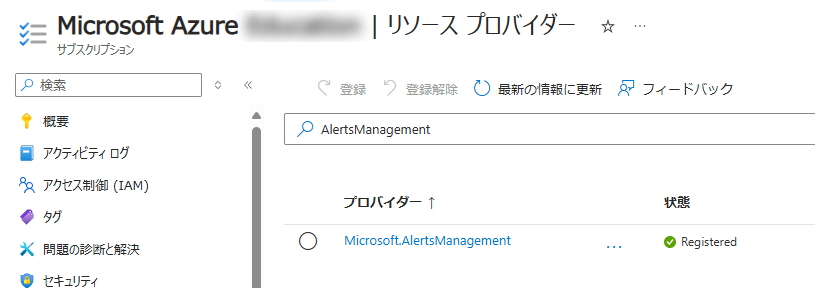 Microsoft Azure | リソース プロバイダー ☆ …
サブスクリプション
検索
登録 登録解除 最新の情報に更新 フィードバック
概要
AlertsManagement
アクティビティ ログ
アクセス制御 (IAM)
プロバイダー ↑ 状態
タグ
Microsoft.AlertsManagement … Registered
問題の診断と解決
セキュリティ